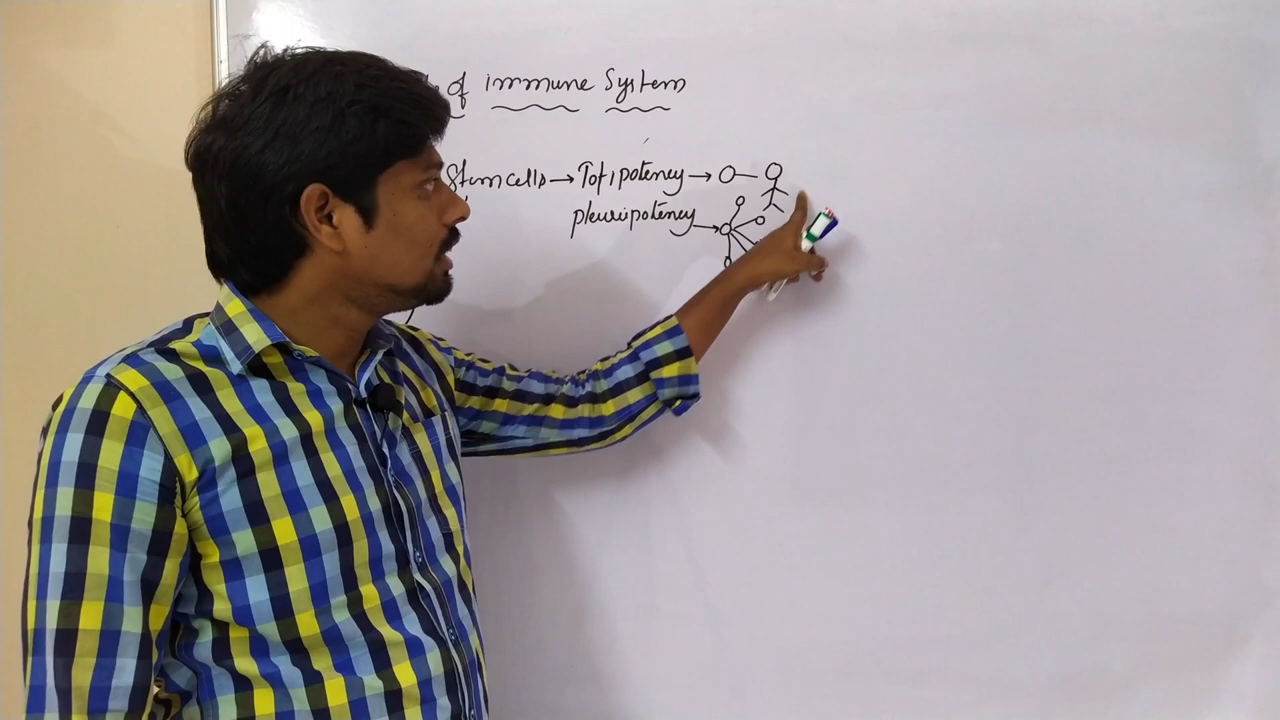 of immune System
Stem cells → Totipotency →
pleuripotency →